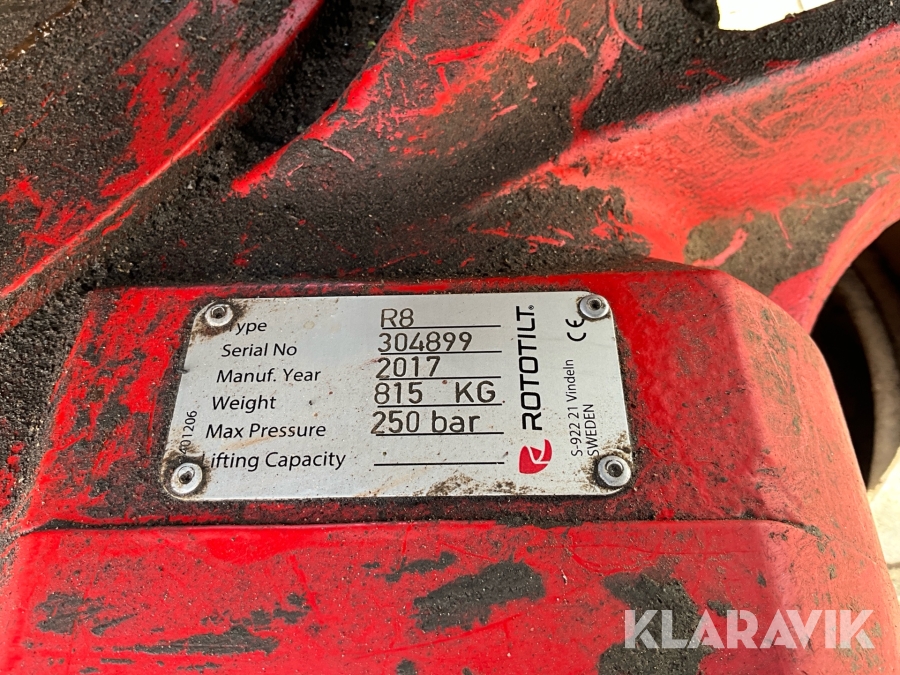 Type R8
Serial No 304899
Manuf. Year 2017
Weight 815 KG
Max Pressure 250 bar
Lifting Capacity
ROTOTILT®
CE
S-922 21 Vindeln
SWEDEN
KLARAVIK